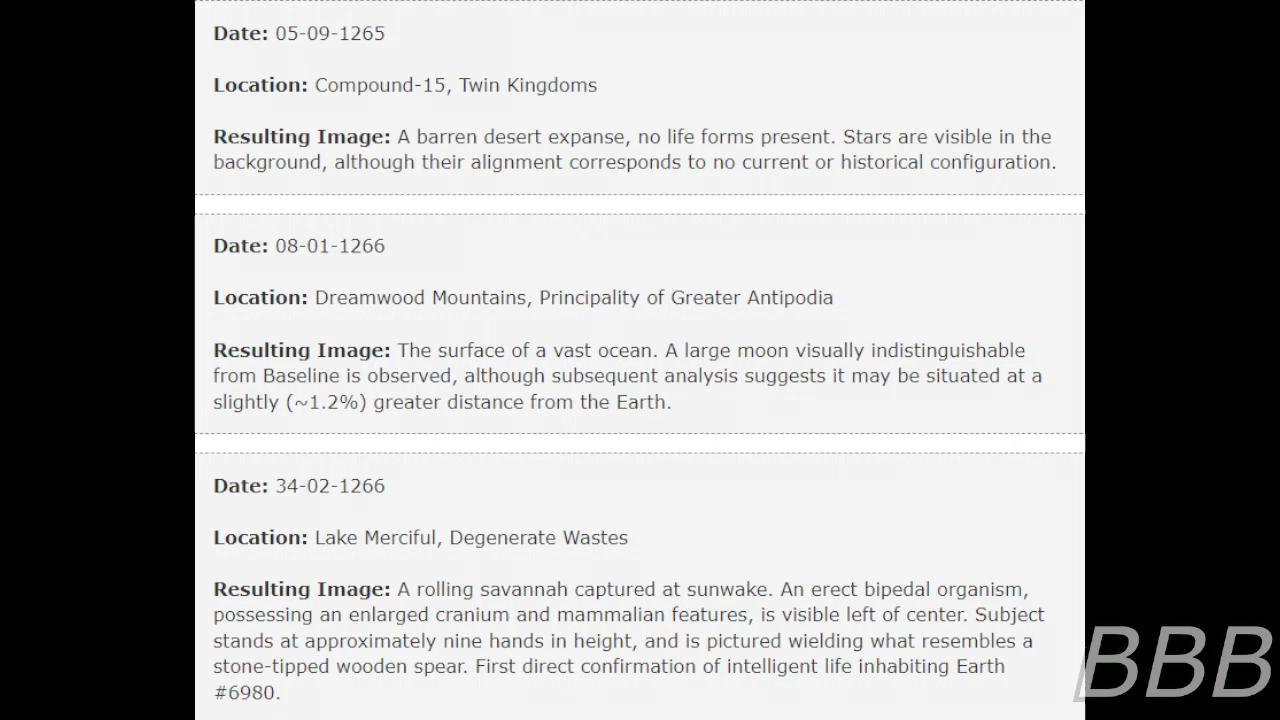 Date: 05-09-1265
Location: Compound-15, Twin Kingdoms
Resulting Image: A barren desert expanse, no life forms present. Stars are visible in the
background, although their alignment corresponds to no current or historical configuration.
Date: 08-01-1266
Location: Dreamwood Mountains, Principality of Greater Antipodia
Resulting Image: The surface of a vast ocean. A large moon visually indistinguishable
from Baseline is observed, although subsequent analysis suggests it may be situated at a
slightly (~1.2%) greater distance from the Earth.
Date: 34-02-1266
Location: Lake Merciful, Degenerate Wastes
Resulting Image: A rolling savannah captured at sunwake. An erect bipedal organism,
possessing an enlarged cranium and mammalian features, is visible left of center. Subject
stands at approximately nine hands in height, and is pictured wielding what resembles a
stone-tipped wooden spear. First direct confirmation of intelligent life inhabiting Earth
#6980.
BBB